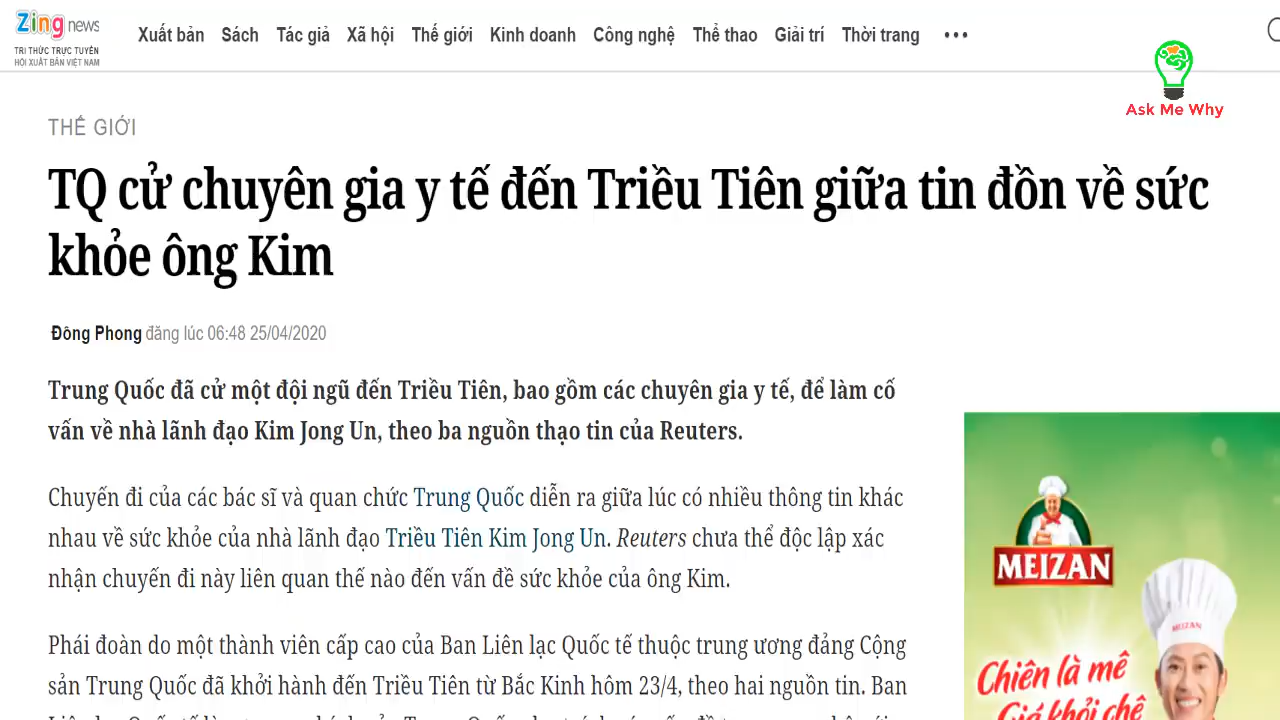 Zing news
TRI THỨC TRỰC TUYẾN
HỘI XUẤT BẢN VIỆT NAM
Xuất bản Sách Tác giả Xã hội Thế giới Kinh doanh Công nghệ Thể thao Giải trí Thời trang •••
Ask Me Why
THẾ GIỚI
TQ cử chuyên gia y tế đến Triều Tiên giữa tin đồn về sức
khỏe ông Kim
Đông Phong đăng lúc 06:48 25/04/2020
Trung Quốc đã cử một đội ngũ đến Triều Tiên, bao gồm các chuyên gia y tế, để làm cố
vấn về nhà lãnh đạo Kim Jong Un, theo ba nguồn thạo tin của Reuters.
Chuyến đi của các bác sĩ và quan chức Trung Quốc diễn ra giữa lúc có nhiều thông tin khác
nhau về sức khỏe của nhà lãnh đạo Triều Tiên Kim Jong Un. Reuters chưa thể độc lập xác
nhận chuyến đi này liên quan thế nào đến vấn đề sức khỏe của ông Kim.
Phái đoàn do một thành viên cấp cao của Ban Liên lạc Quốc tế thuộc trung ương đảng Cộng
sản Trung Quốc đã khởi hành đến Triều Tiên từ Bắc Kinh hôm 23/4, theo hai nguồn tin. Ban
MEIZAN
MEIZAN
Chiên là mê
Giá khỏi chê